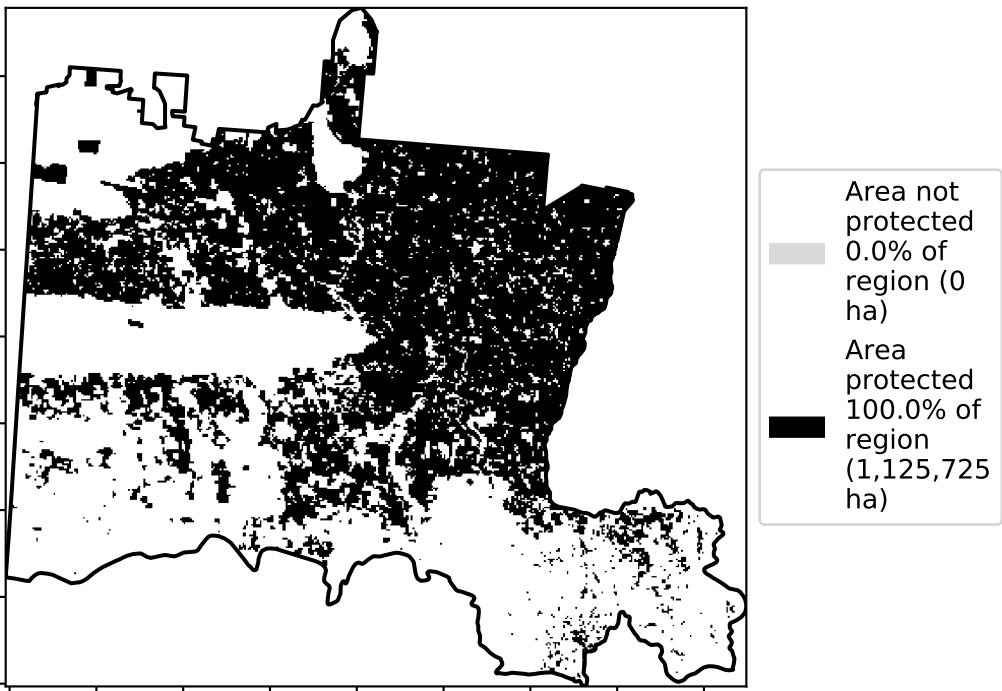 Area not
protected
0.0% of
region (0
ha)
Area
protected
100.0% of
region
(1,125,725
ha)